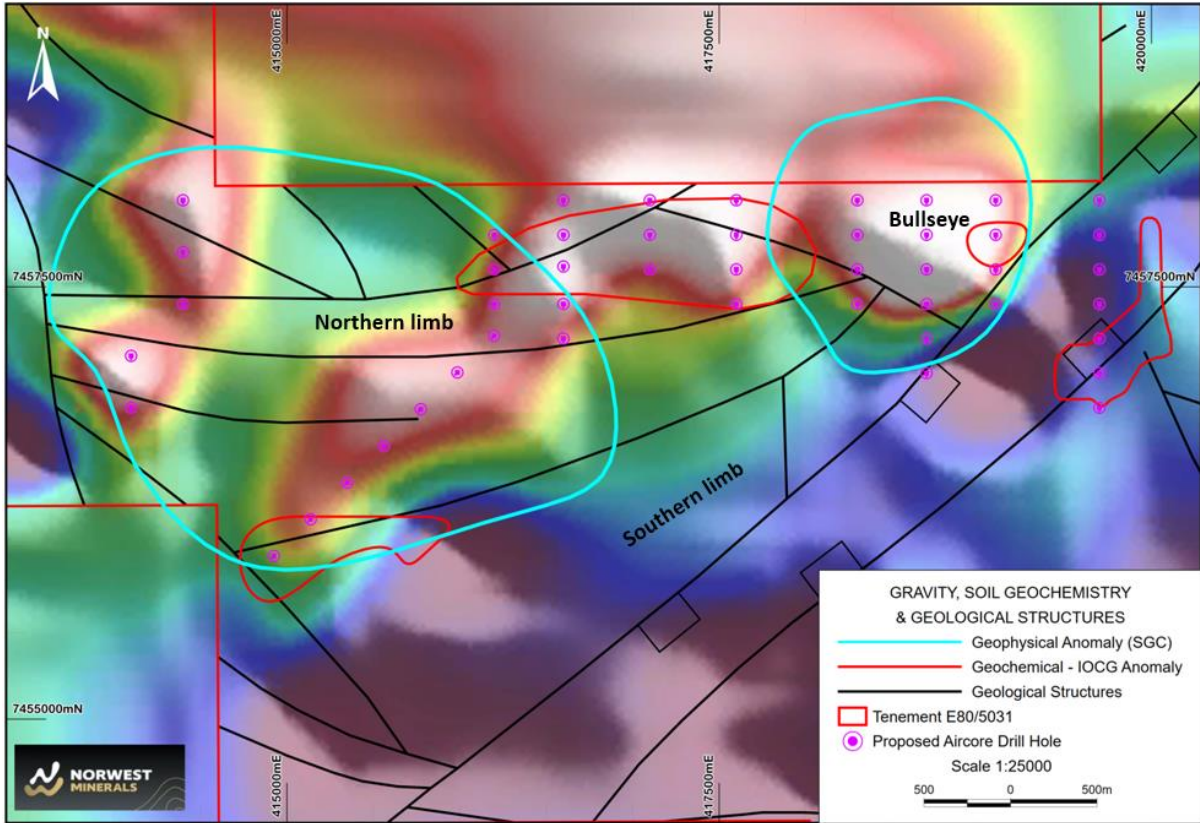 N
415000mE
417500mE
420000mE
Bullseye
7457500mN
7457500mN
Northern limb
Southern limb
GRAVITY, SOIL GEOCHEMISTRY
& GEOLOGICAL STRUCTURES
Geophysical Anomaly (SGC)
Geochemical - IOCG Anomaly
Geological Structures
Tenement E80/5031
Proposed Aircore Drill Hole
Scale 1:25000
500 0 500m
7455000mN
NORWEST
MINERALS
415000mE
417500mE